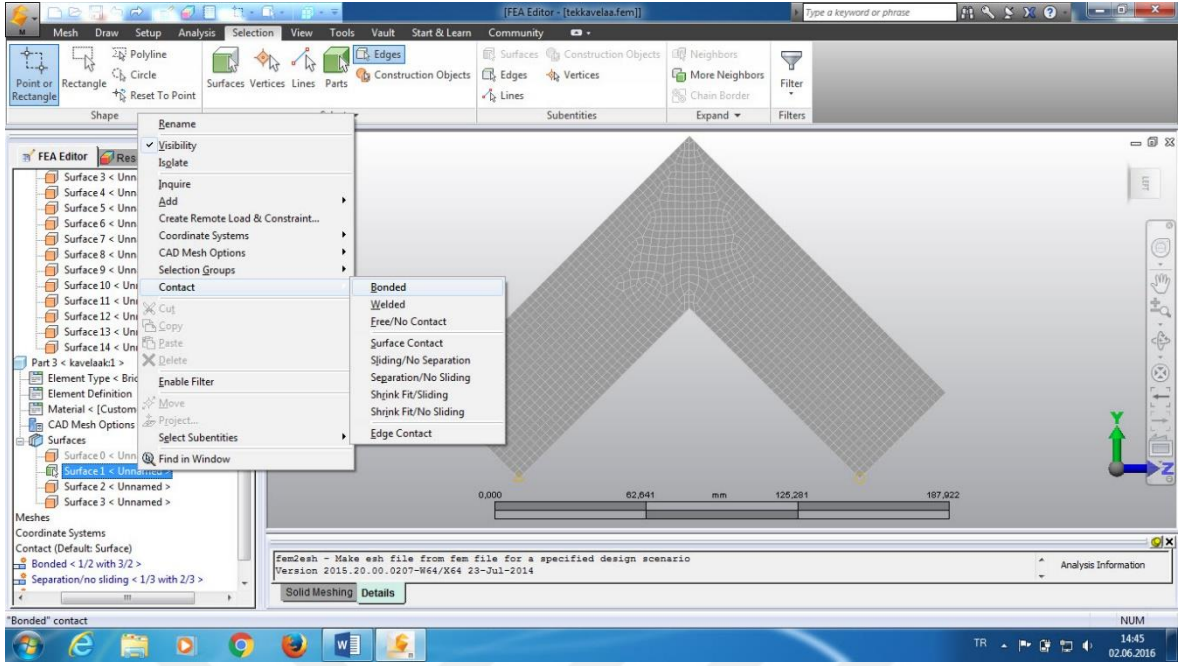 [FEA Editor - [tekkavelaa.fem]]
Type a keyword or phrase
M Mesh Draw Setup Analysis Selection View Tools Vault Start & Learn Community
Point or Rectangle
Rectangle
Polyline
Circle
Reset To Point
Shape
Surfaces Vertices Lines Parts
Edges
Construction Objects
Surfaces Construction Objects
Edges Vertices
Lines
Subentities
Neighbors
More Neighbors
Chain Border
Expand
Filter
Filters
FEA Editor Res
Surface 3 < Unn
Surface 4 < Unn
Surface 5 < Unn
Surface 6 < Unn
Surface 7 < Unn
Surface 8 < Unn
Surface 9 < Unn
Surface 10 < Un
Surface 11 < Un
Surface 12 < Un
Surface 13 < Un
Surface 14 < Un
Part 3 < kavelaak:1 >
Element Type < Bric
Element Definition
Material < [Custom
CAD Mesh Options
Surfaces
Surface 0 < Unn
Surface 1 < Unnamed >
Surface 2 < Unnamed >
Surface 3 < Unnamed >
Meshes
Coordinate Systems
Contact (Default: Surface)
Bonded < 1/2 with 3/2 >
Separation/no sliding < 1/3 with 2/3 >
Rename
Visibility
Isolate
Inquire
Add
Create Remote Load & Constraint...
Coordinate Systems
CAD Mesh Options
Selection Groups
Contact
Cut
Copy
Paste
Delete
Enable Filter
Move
Project...
Select Subentities
Find in Window
Bonded
Welded
Free/No Contact
Surface Contact
Sliding/No Separation
Separation/No Sliding
Shrink Fit/Sliding
Shrink Fit/No Sliding
Edge Contact
LEFT
Y
Z
0,000 62,641 mm 125,281 187,922
fem2esh - Make esh file from fem file for a specified design scenario
Version 2015.20.00.0207-W64/X64 23-Jul-2014
Analysis Information
Solid Meshing Details
"Bonded" contact
NUM
TR
14:45
02.06.2016